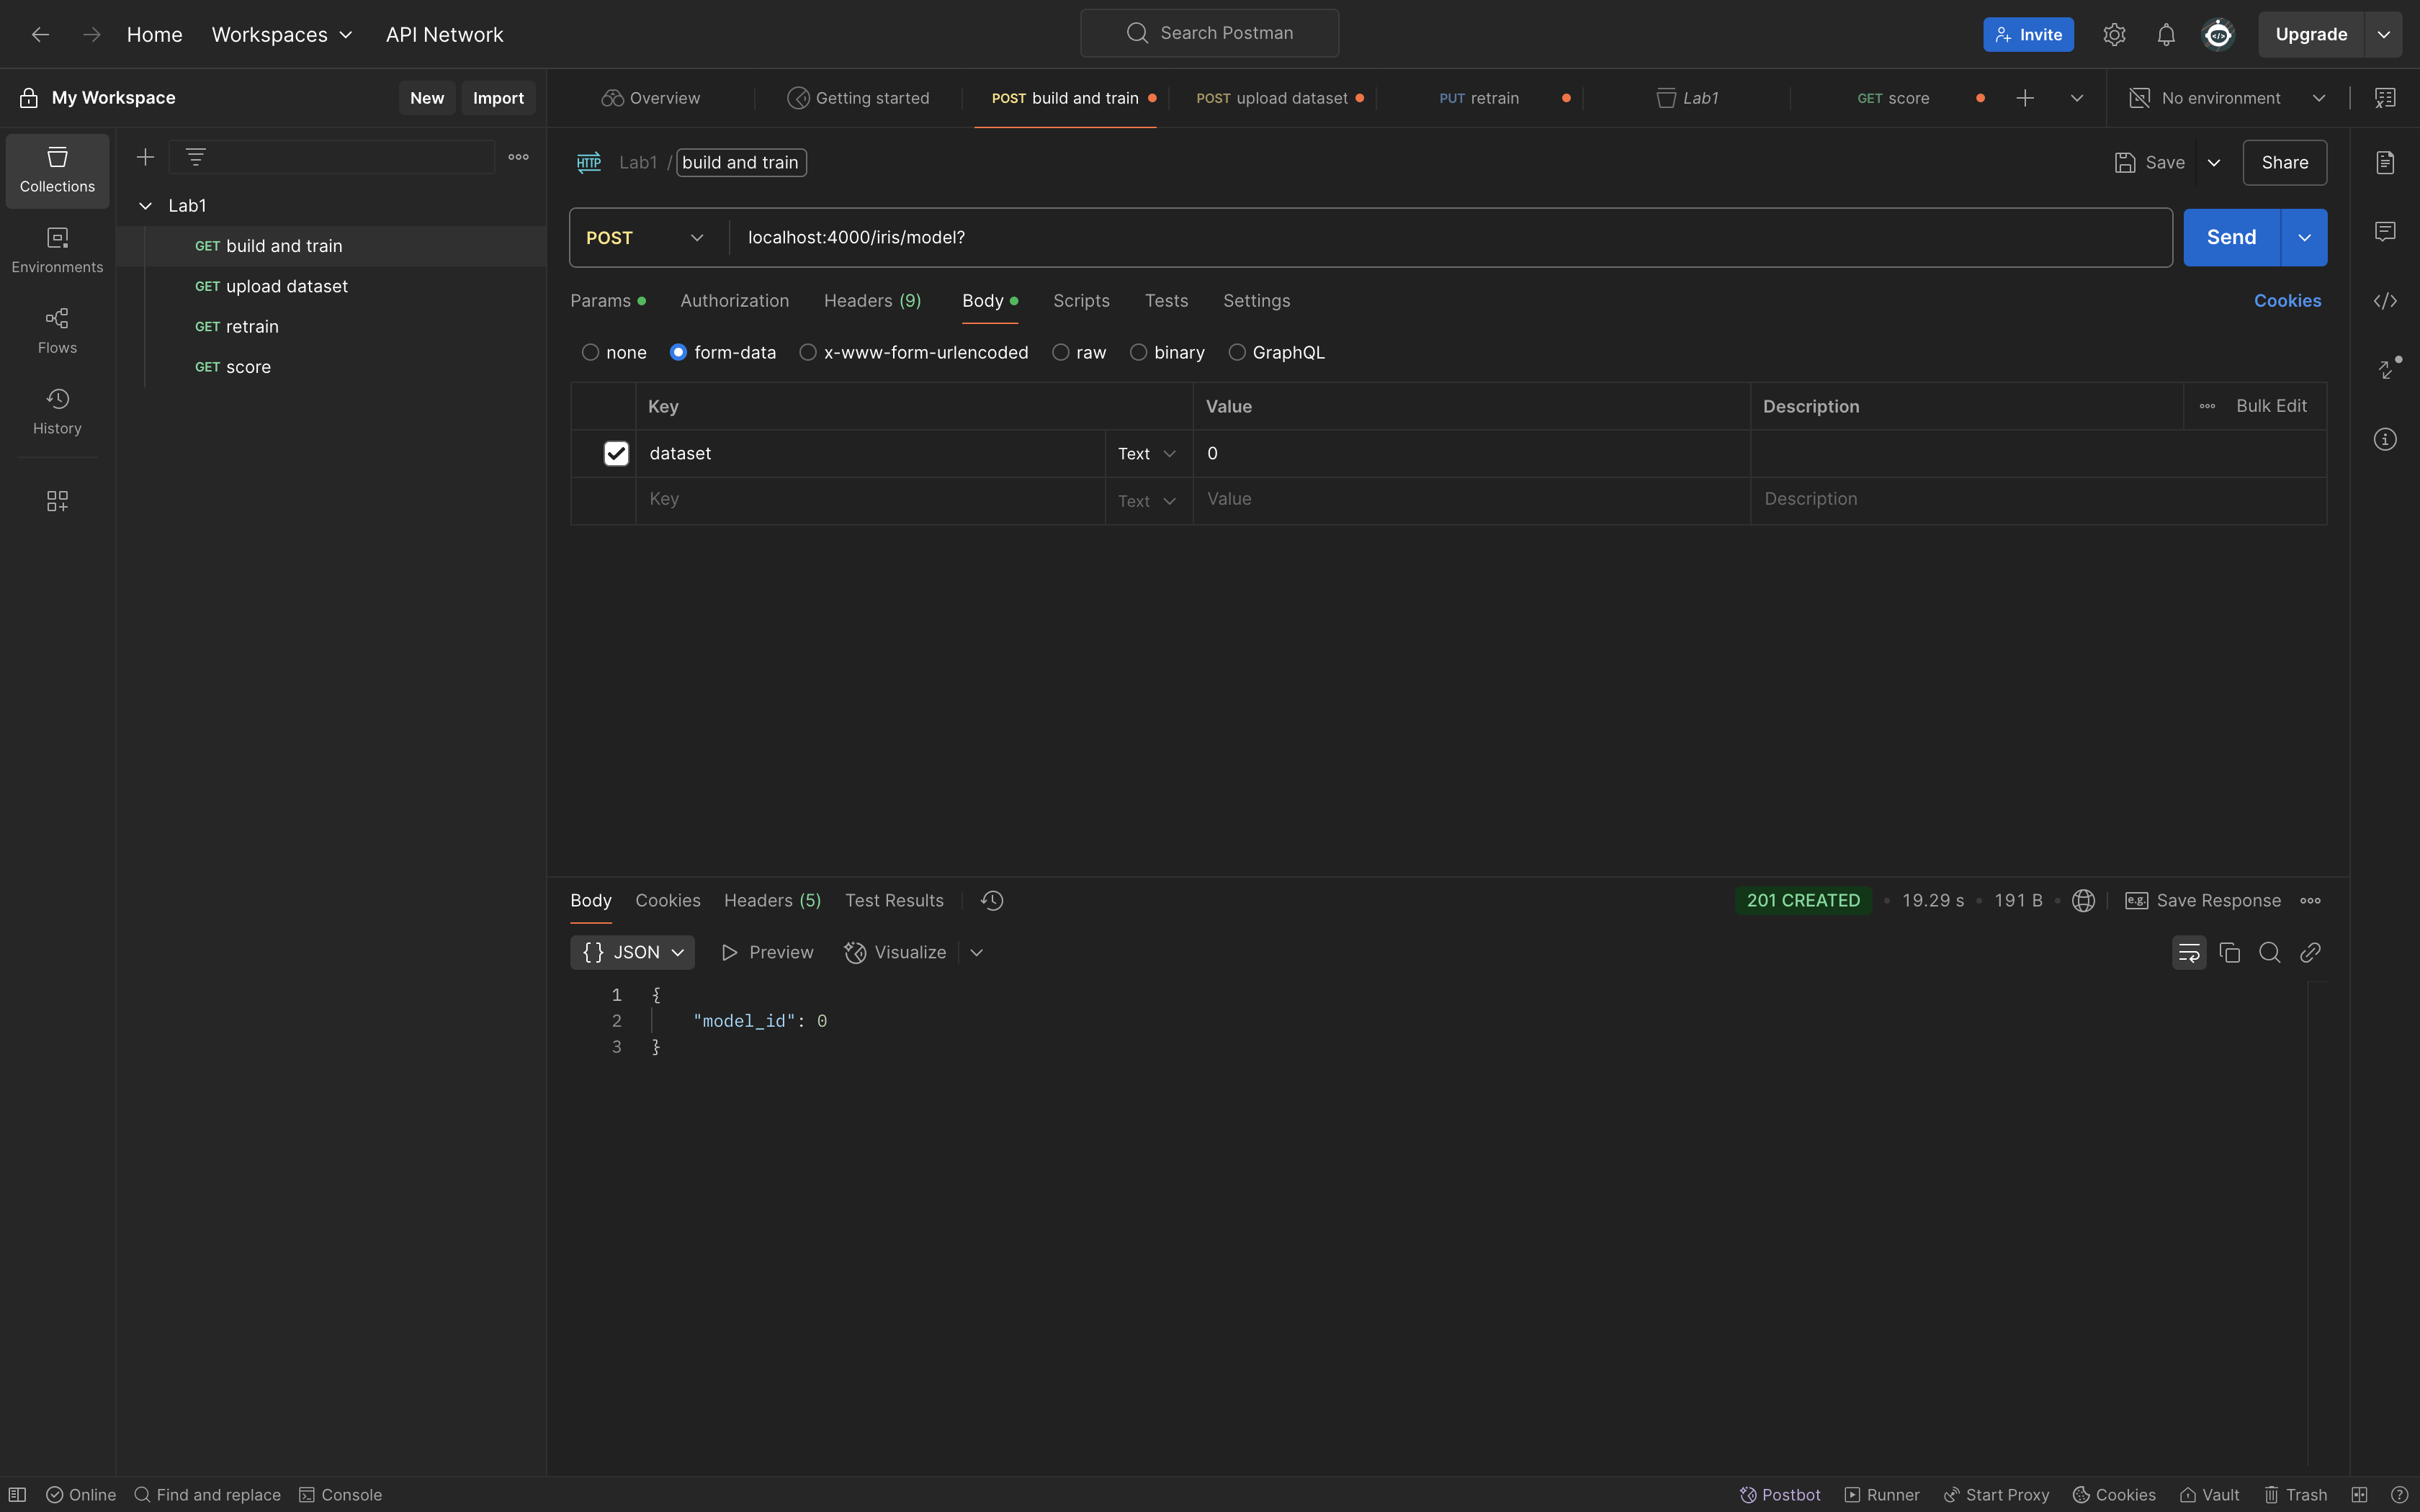 Home Workspaces API Network Search Postman Invite Upgrade
My Workspace New Import Overview Getting started POST build and train POST upload dataset PUT retrain Lab1 GET score No environment
Collections
Environments
Flows
History
Lab1
GET build and train
GET upload dataset
GET retrain
GET score
HTTP Lab1 / build and train Save Share
POST localhost:4000/iris/model? Send
Params Authorization Headers (9) Body Scripts Tests Settings Cookies
none form-data x-www-form-urlencoded raw binary GraphQL
Key Value Description Bulk Edit
dataset Text 0
Key Text Value Description
Body Cookies Headers (5) Test Results 201 CREATED 19.29 s 191 B e.g. Save Response
{} JSON Preview Visualize
1 {
2 "model_id": 0
3 }
Online Find and replace Console Postbot Runner Start Proxy Cookies Vault Trash